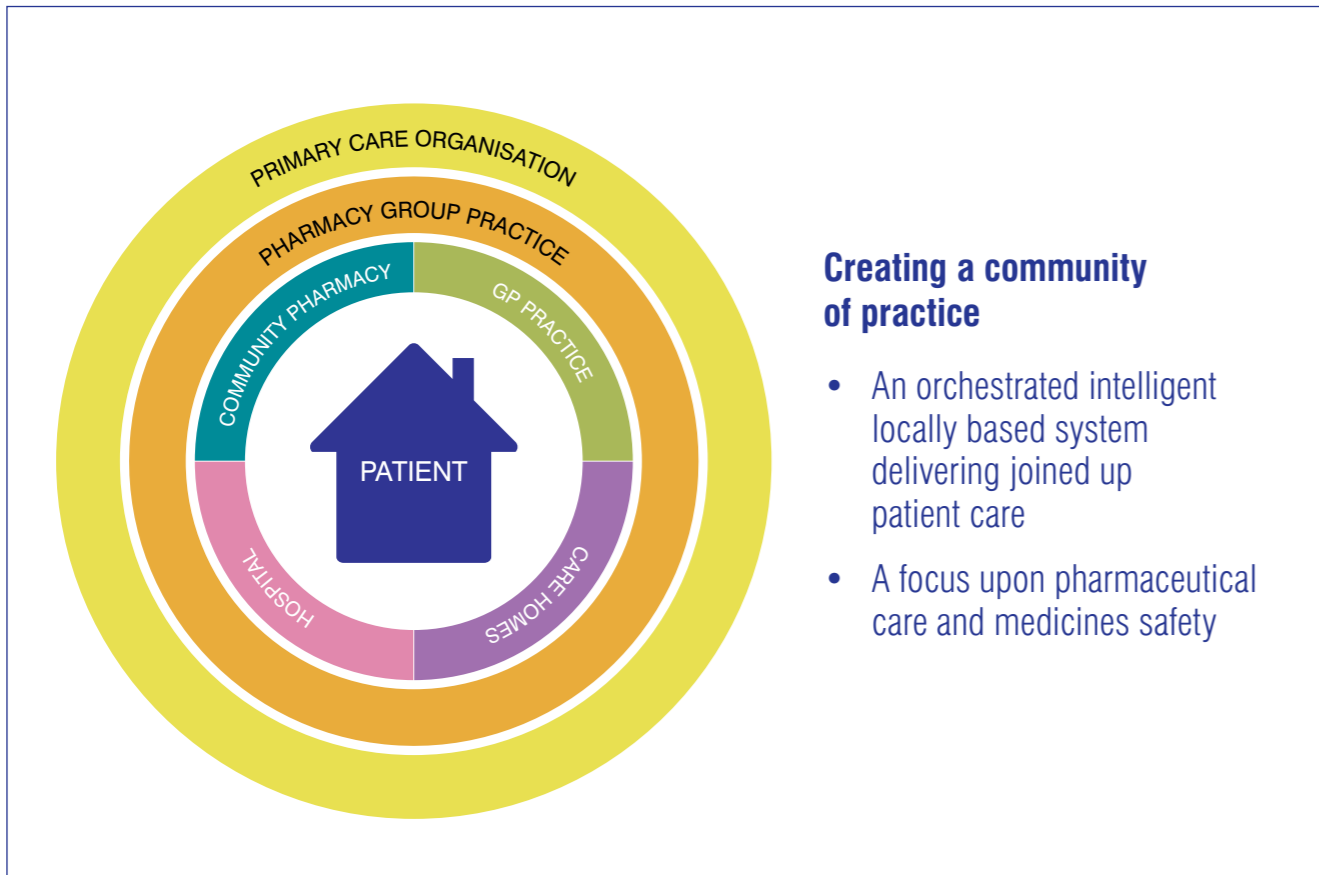 PRIMARY CARE ORGANISATION
PHARMACY GROUP PRACTICE
COMMUNITY PHARMACY
GP PRACTICE
PATIENT
HOSPITAL
CARE HOMES
Creating a community
of practice
• An orchestrated intelligent
locally based system
delivering joined up
patient care
• A focus upon pharmaceutical
care and medicines safety